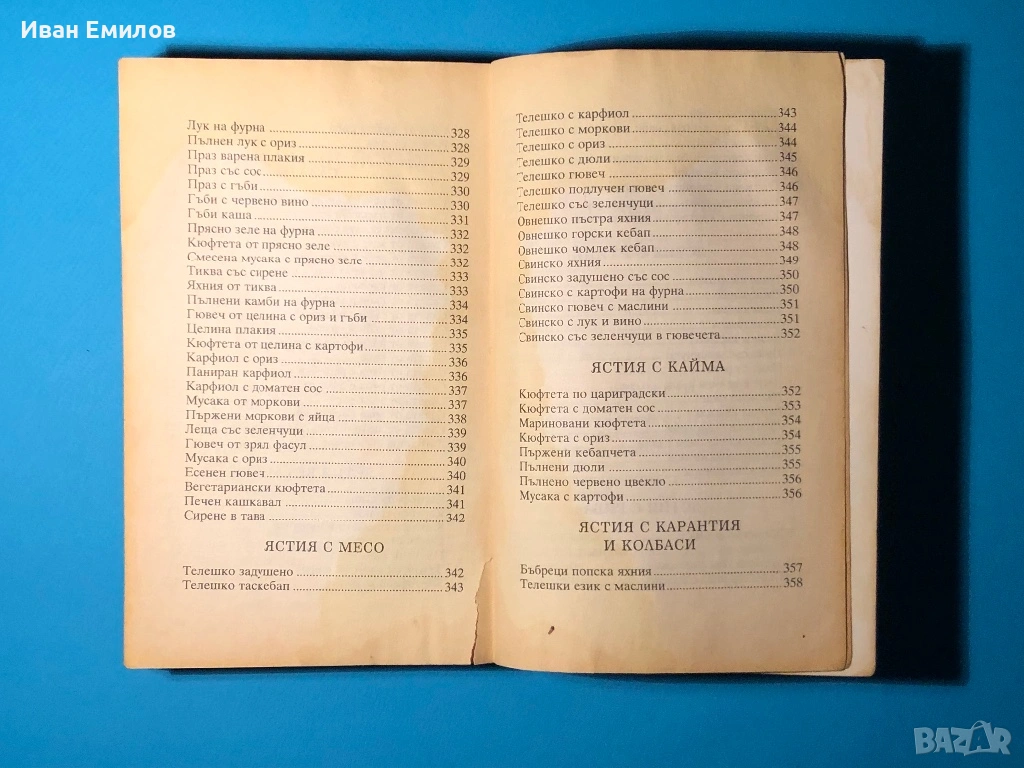 Иван Емилов
Лук на фурна 328
Пълнен лук с ориз 328
Праз варена плакия 329
Праз със сос 329
Праз с гъби 330
Гъби с червено вино 330
Гъби каша 331
Прясно зеле на фурна 332
Кюфтета от прясно зеле 332
Смесена мусака с прясно зеле 332
Тиква със сирене 333
Яхния от тиква 333
Пълнени камби на фурна 334
Гювеч от целина с ориз и гъби 334
Целина плакия 335
Кюфтета от целина с картофи 335
Карфиол с ориз 336
Паниран карфиол 336
Карфиол с доматен сос 337
Мусака от моркови 337
Пържени моркови с яйца 338
Леща със зеленчуци 339
Гювеч от зрял фасул 339
Мусака с ориз 340
Есенен гювеч 340
Вегетариански кюфтета 341
Печен кашкавал 341
Сирене в тава 342
ЯСТИЯ С МЕСО
Телешко задушено 342
Телешко таскебап 343
Телешко с карфиол 343
Телешко с моркови 344
Телешко с ориз 344
Телешко с дюли 345
Телешко гювеч 346
Телешко подлучен гювеч 346
Телешко със зеленчуци 347
Овнешко пъстра яхния 347
Овнешко горски кебап 348
Овнешко чомлек кебап 348
Свинско яхния 349
Свинско задушено със сос 350
Свинско с картофи на фурна 350
Свинско гювеч с маслини 351
Свинско с лук и вино 351
Свинско със зеленчуци в гювечета 352
ЯСТИЯ С КАЙМА
Кюфтета по цариградски 352
Кюфтета с доматен сос 353
Мариновани кюфтета 354
Кюфтета с ориз 354
Пържени кебапчета 355
Пълнени дюли 355
Пълнено червено цвекло 356
Мусака с картофи 356
ЯСТИЯ С КАРАНТИЯ
И КОЛБАСИ
Бъбреци попска яхния 357
Телешки език с маслини 358
BAZAR